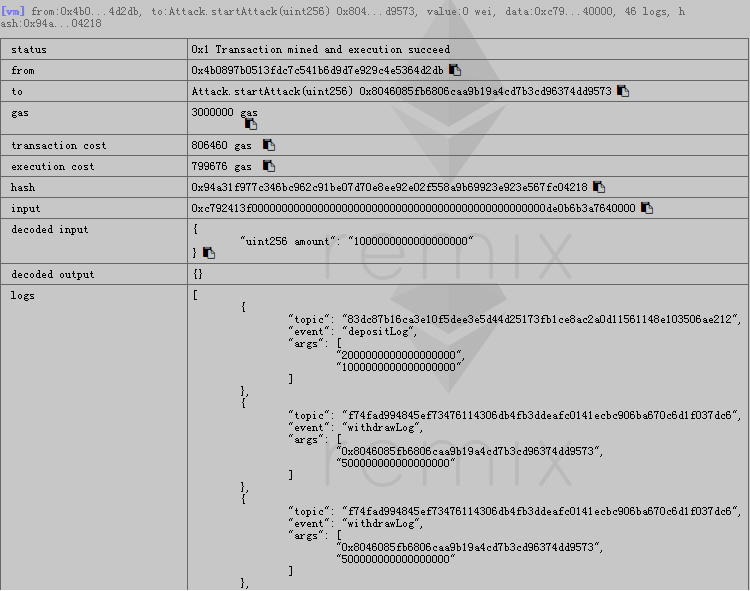 [vm] from:0x4b0...4d2db, to:Attack.startAttack(uint256) 0x804...d9573, value:0 wei, data:0xc79...40000, 46 logs, h
ash:0x94a...04218
status 0x1 Transaction mined and execution succeed
from 0x4b0897b0513fdc7c541b6d9d7e929c4e5364d2db
to Attack.startAttack(uint256) 0x8046085fb6806caa9b19a4cd7b3cd96374dd9573
gas 3000000 gas
transaction cost 806460 gas
execution cost 799676 gas
hash 0x94a31f977c346bc962c91be07d70e8ee92e02f558a9b69923e923e567fc04218
input 0xc792413f0000000000000000000000000000000000000000000000000de0b6b3a7640000
decoded input {
"uint256 amount": "1000000000000000000"
}
decoded output {}
logs [
{
"topic": "83dc87b16ca3e10f5dee3e5d44d25173fb1ce8ac2a0d11561148e103506ae212",
"event": "depositLog",
"args": [
"2000000000000000000",
"1000000000000000000"
]
},
{
"topic": "f74fad994845ef73476114306db4fb3ddeafc0141ecbc906ba670c6d1f037dc6",
"event": "withdrawLog",
"args": [
"0x8046085fb6806caa9b19a4cd7b3cd96374dd9573",
"500000000000000000"
]
},
{
"topic": "f74fad994845ef73476114306db4fb3ddeafc0141ecbc906ba670c6d1f037dc6",
"event": "withdrawLog",
"args": [
"0x8046085fb6806caa9b19a4cd7b3cd96374dd9573",
"500000000000000000"
]
},
remix
remix